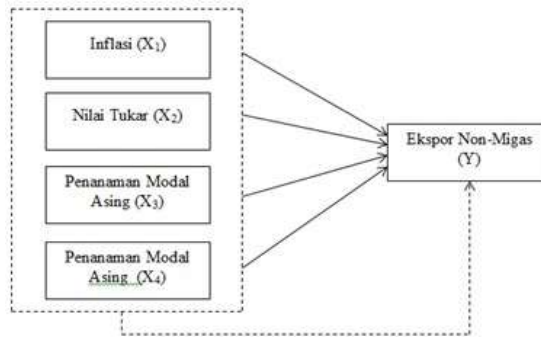 Inflasi (X₁)
Nilai Tukar (X₂)
Penanaman Modal
Asing (X₃)
Penanaman Modal
Asing (X₄)
Ekspor Non-Migas
(Y)